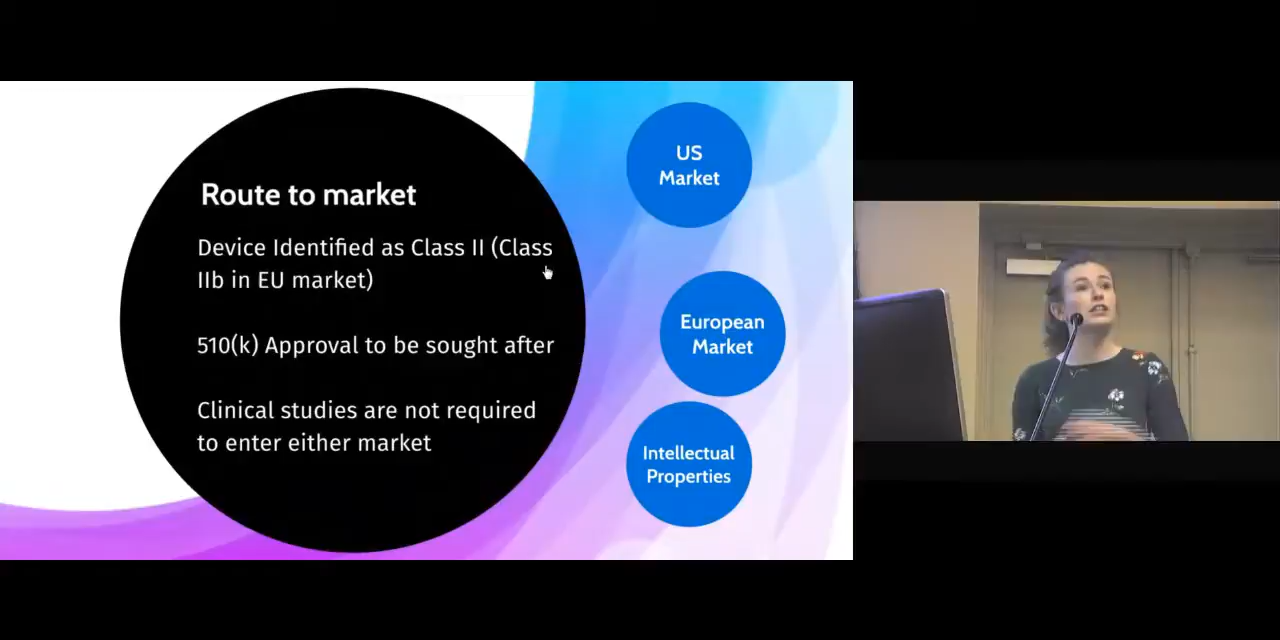 Route to market
Device Identified as Class II (Class
IIb in EU market)
510(k) Approval to be sought after
Clinical studies are not required
to enter either market
US
Market
European
Market
Intellectual
Properties